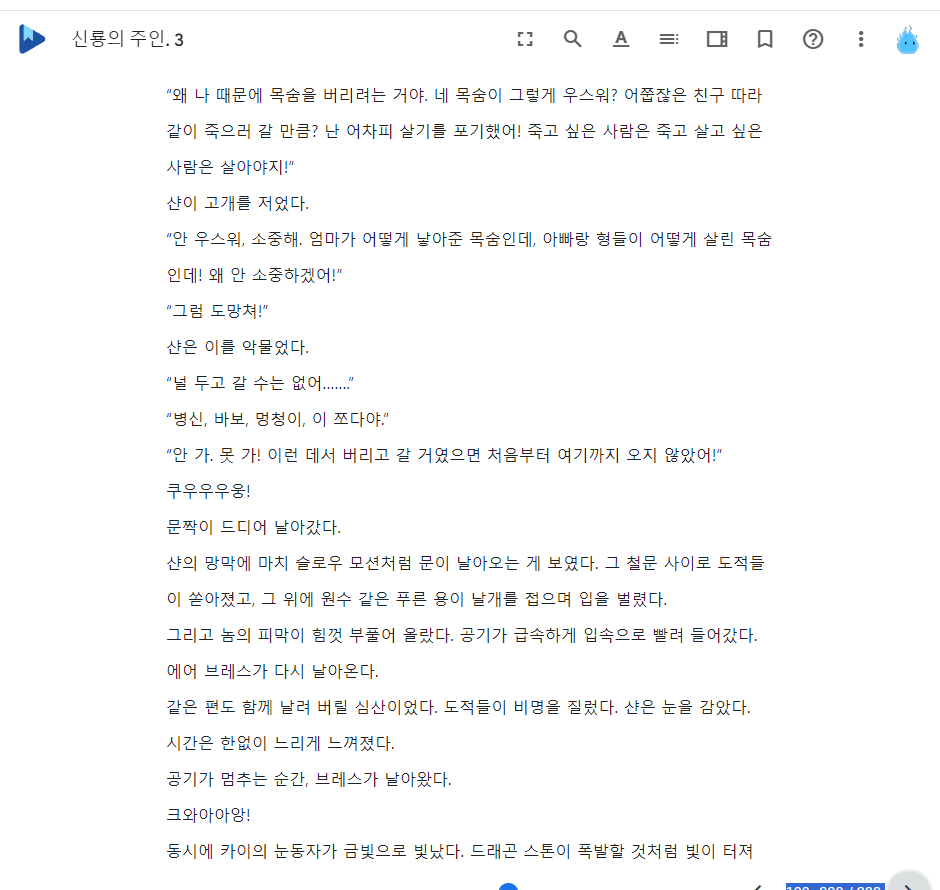 신룡의 주인. 3
“왜 나 때문에 목숨을 버리려는 거야. 네 목숨이 그렇게 우스워? 어쭙잖은 친구 따라
같이 죽으러 갈 만큼? 난 어차피 살기를 포기했어! 죽고 싶은 사람은 죽고 살고 싶은
사람은 살아야지!”
샨이 고개를 저었다.
“안 우스워, 소중해. 엄마가 어떻게 낳아준 목숨인데, 아빠랑 형들이 어떻게 살린 목숨
인데! 왜 안 소중하겠어!”
“그럼 도망쳐!”
샨은 이를 악물었다.
“널 두고 갈 수는 없어.......”
“병신, 바보, 멍청이, 이 쪼다야.”
“안 가. 못 가! 이런 데서 버리고 갈 거였으면 처음부터 여기까지 오지 않았어!”
쿠우우우웅!
문짝이 드디어 날아갔다.
샨의 망막에 마치 슬로우 모션처럼 문이 날아오는 게 보였다. 그 철문 사이로 도적들
이 쏟아졌고, 그 위에 원수 같은 푸른 용이 날개를 접으며 입을 벌렸다.
그리고 놈의 피막이 힘껏 부풀어 올랐다. 공기가 급속하게 입속으로 빨려 들어갔다.
에어 브레스가 다시 날아온다.
같은 편도 함께 날려 버릴 심산이었다. 도적들이 비명을 질렀다. 샨은 눈을 감았다.
시간은 한없이 느리게 느껴졌다.
공기가 멈추는 순간, 브레스가 날아왔다.
크와아아앙!
동시에 카이의 눈동자가 금빛으로 빛났다. 드래곤 스톤이 폭발할 것처럼 빛이 터져